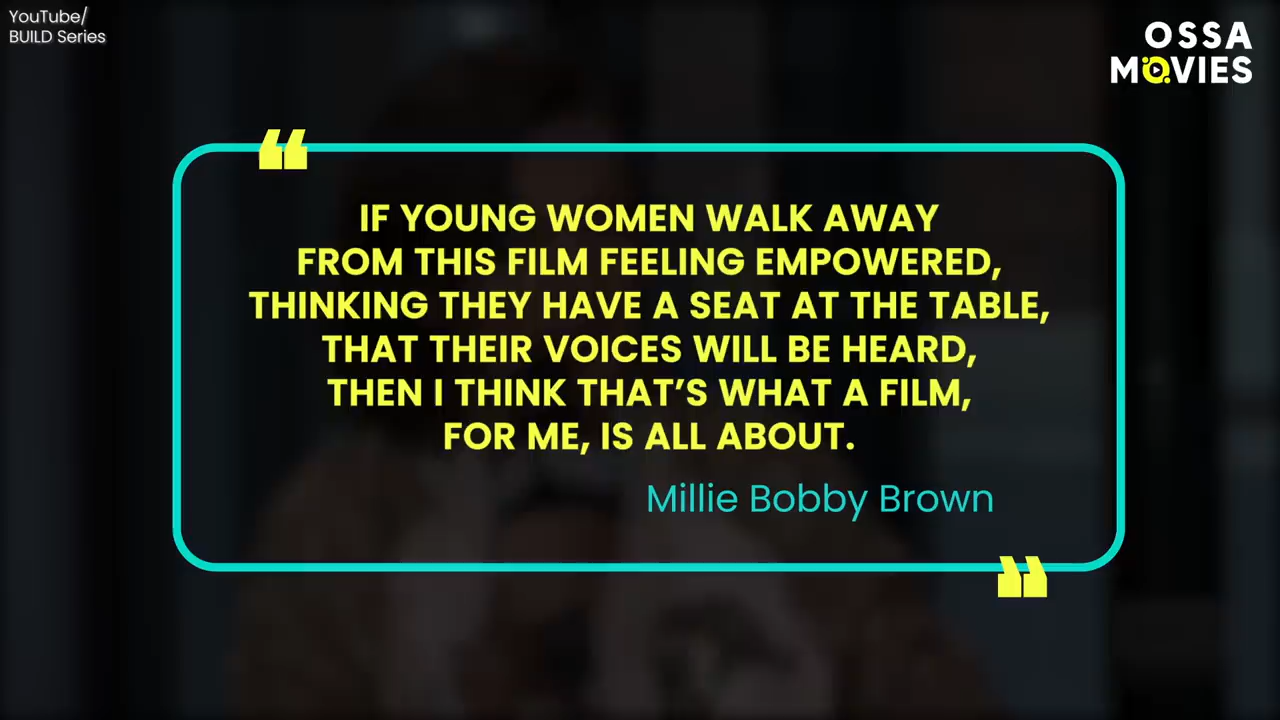 YouTube/
BUILD Series
OSSA
MOVIES
❝
IF YOUNG WOMEN WALK AWAY
FROM THIS FILM FEELING EMPOWERED,
THINKING THEY HAVE A SEAT AT THE TABLE,
THAT THEIR VOICES WILL BE HEARD,
THEN I THINK THAT’S WHAT A FILM,
FOR ME, IS ALL ABOUT.
Millie Bobby Brown
❞